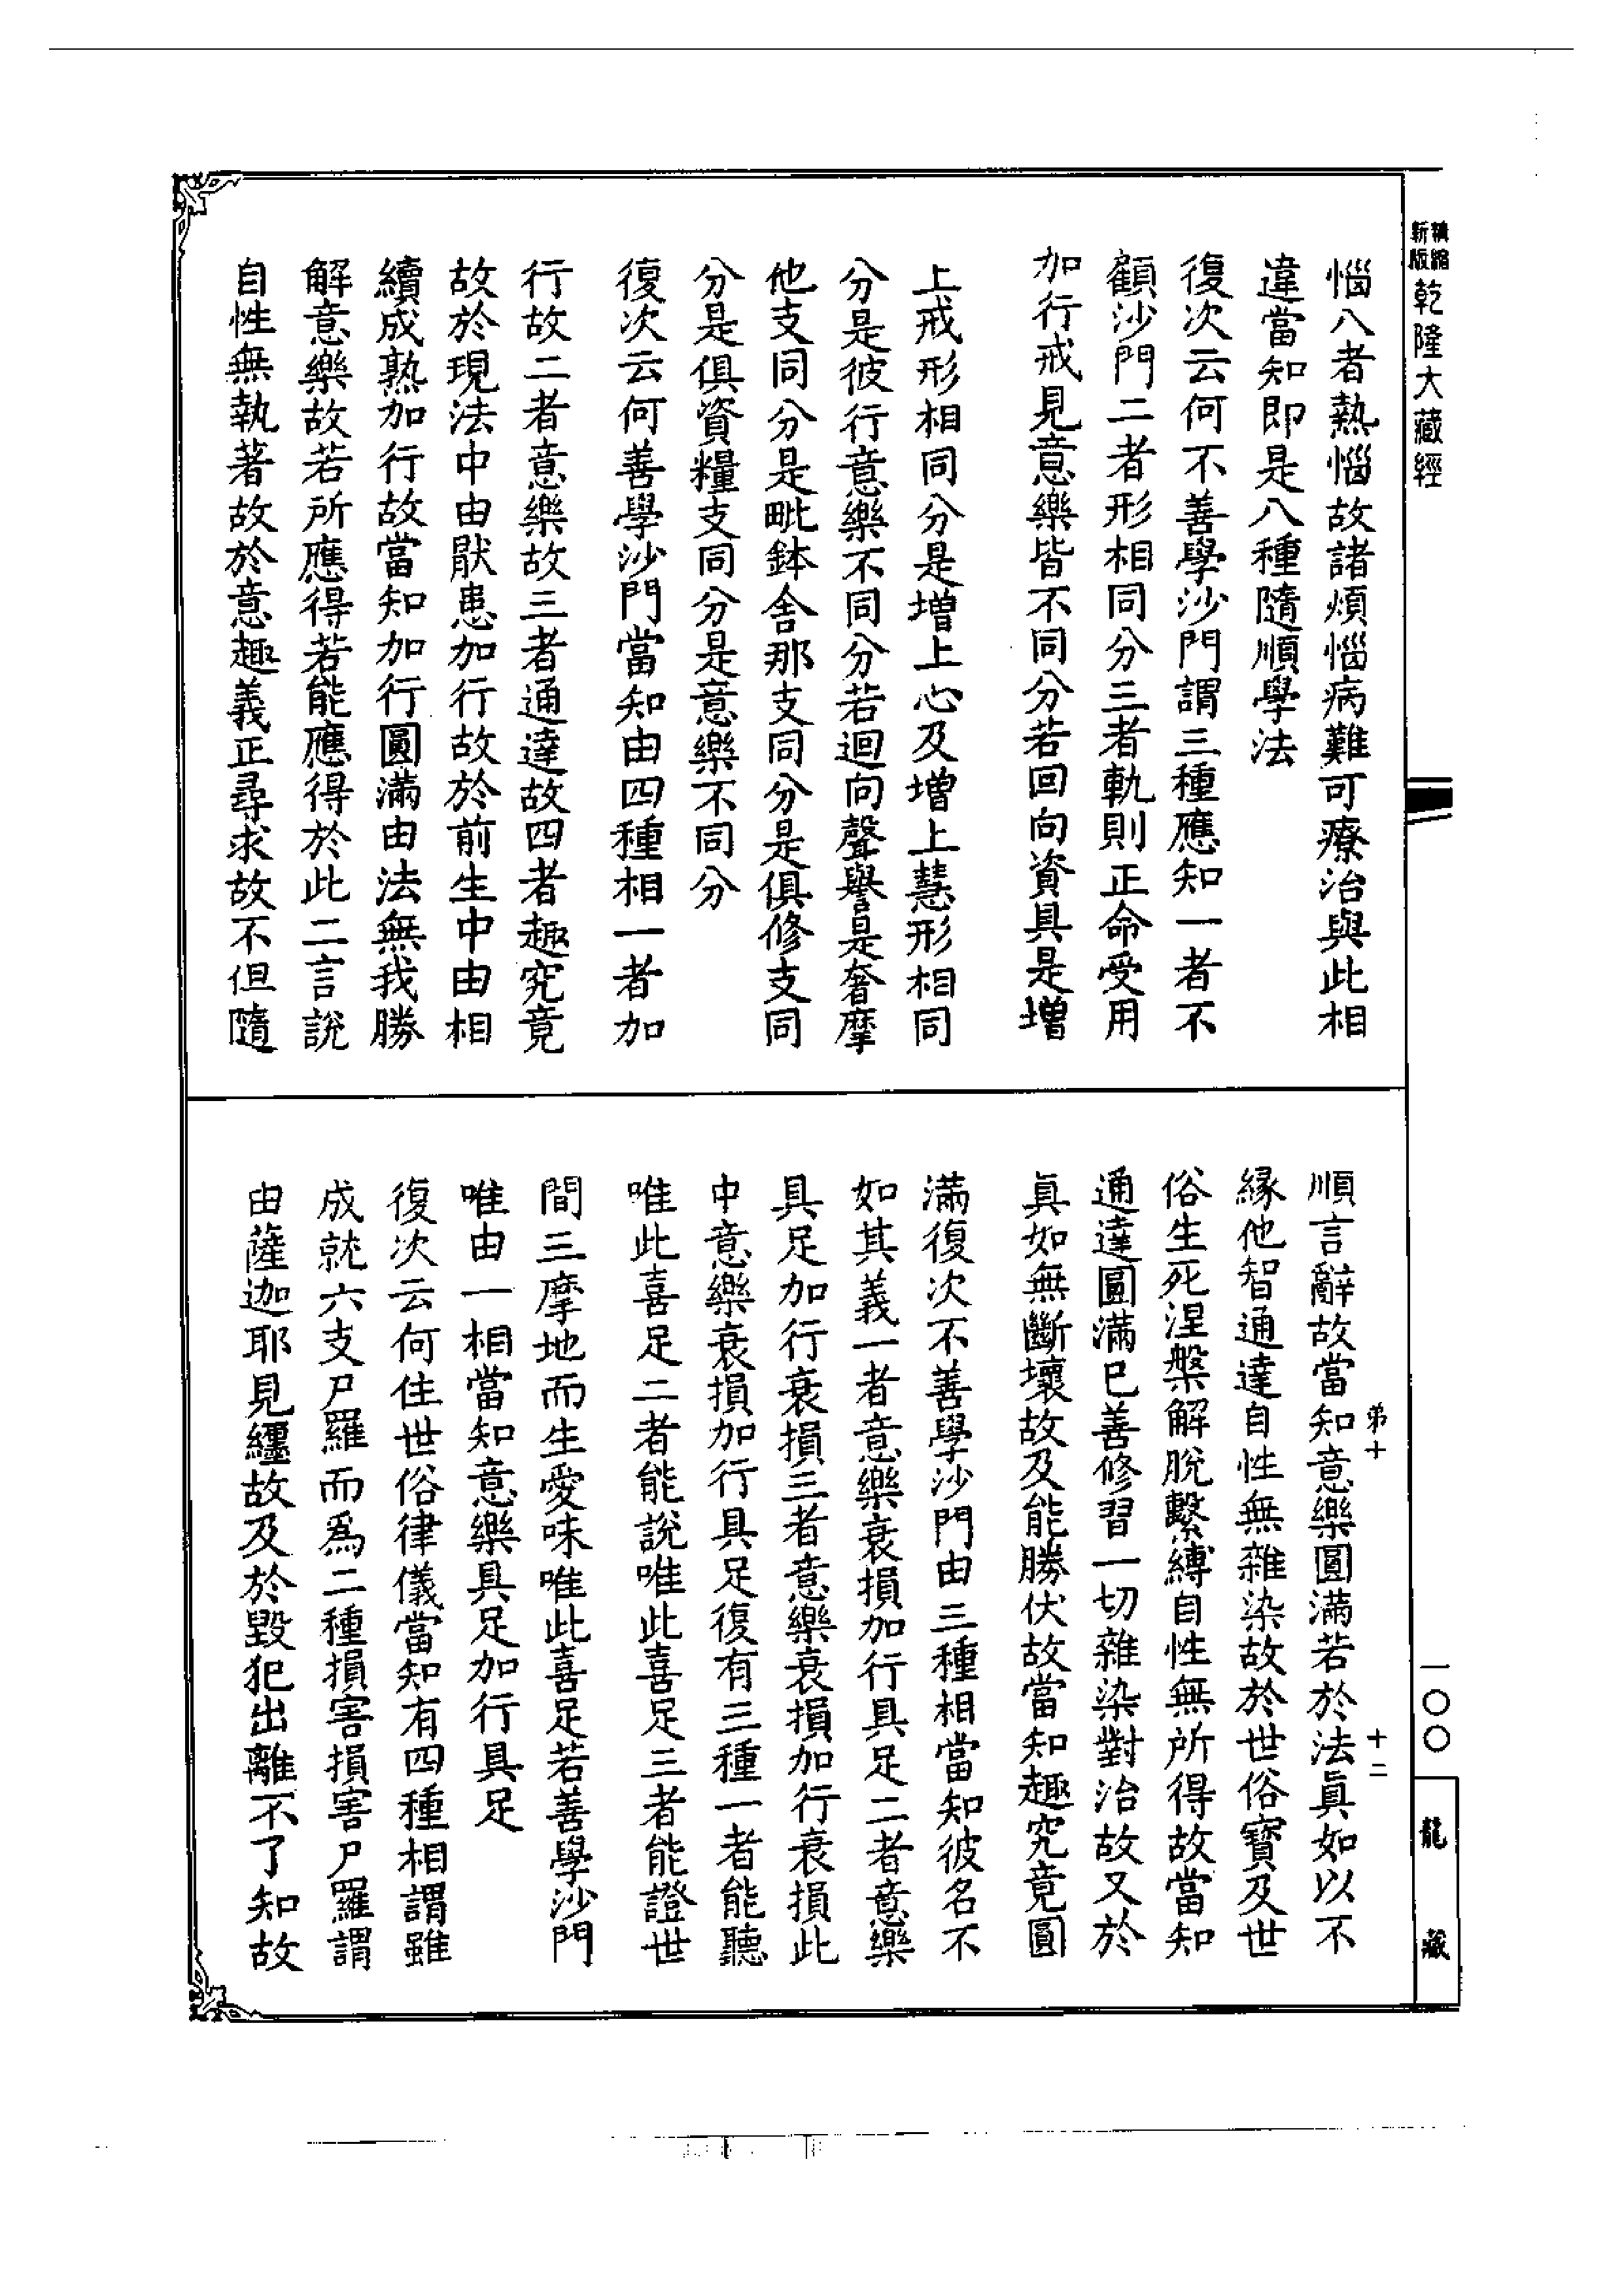 精縮新版乾隆大藏經
惱八者熱惱故諸煩惱病難可療治與此相
違當知即是八種隨順學法
復次云何不善學沙門謂三種應知一者不
顧沙門二者形相同分三者軌則正命受用
加行戒見意樂皆不同分若回向資具是增
上戒形相同分是增上心及增上慧形相同
分是彼行意樂不同分若迴向聲譽是奢摩
他支同分是毗鉢舍那支同分是俱修支同
分是俱資糧支同分是意樂不同分
復次云何善學沙門當知由四種相一者加
行故二者意樂故三者通達故四者趣究竟
故於現法中由猒患加行故於前生中由相
續成熟加行故當知加行圓滿由法無我勝
解意樂故若所應得若能應得於此二言說
自性無執著故於意趣義正尋求故不但隨
順言辭故當知意樂圓滿若於法真如以不
緣他智通達自性無雜染故於世俗寶及世
俗生死涅槃解脫繫縛自性無所得故當知
通達圓滿已善修習一切雜染對治故又於
真如無斷壞故及能勝伏故當知趣究竟圓
滿復次不善學沙門由三種相當知彼名不
如其義一者意樂衰損加行具足二者意樂
具足加行衰損三者意樂衰損加行衰損此
中意樂衰損加行具足復有三種一者能聽
唯此喜足二者能說唯此喜足三者能證世
間三摩地而生愛味唯此喜足若善學沙門
唯由一相當知意樂具足加行具足
復次云何住世俗律儀當知有四種相謂雖
成就六支尸羅而為二種損害損害尸羅謂
由薩迦耶見纏故及於毀犯出離不了知故
第十
十二
一〇〇
龍藏